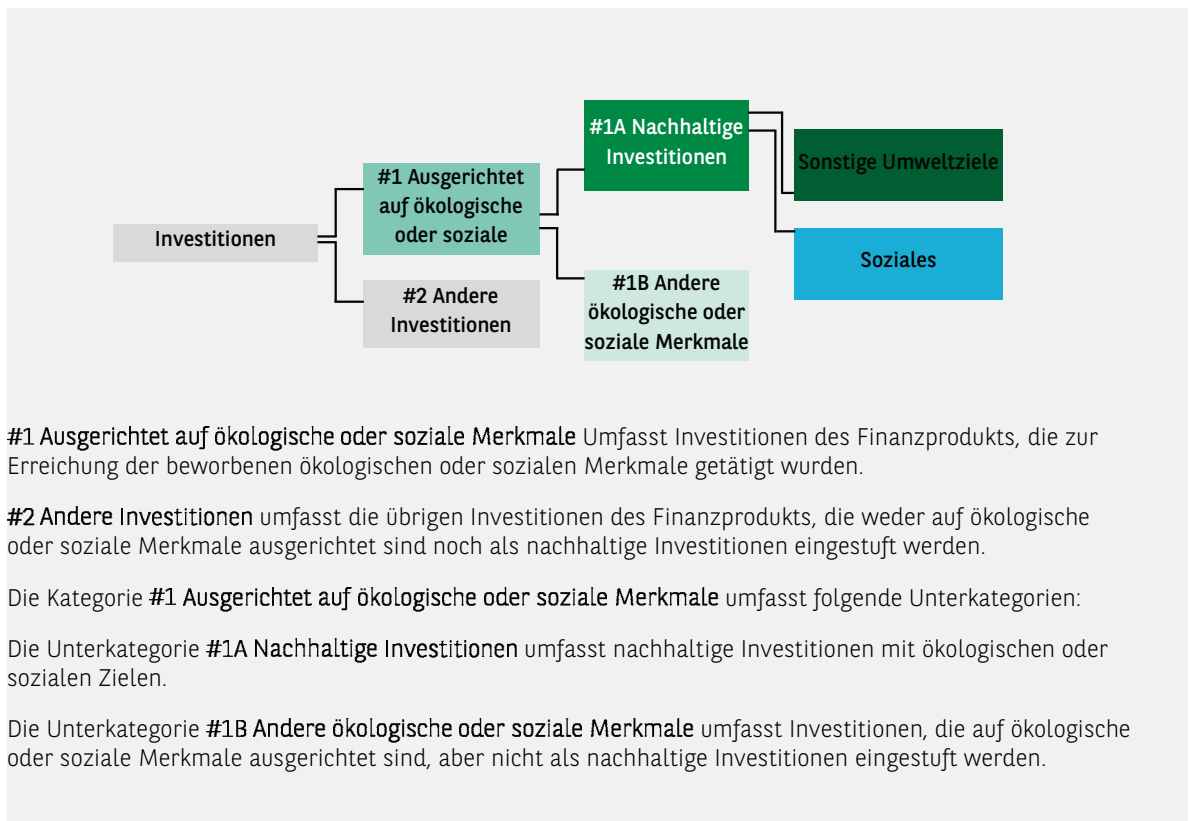 #1A Nachhaltige
Investitionen
Sonstige Umweltziele
#1 Ausgerichtet
auf ökologische
oder soziale
Investitionen
Soziales
#2 Andere
Investitionen
#1B Andere
ökologische oder
soziale Merkmale
#1 Ausgerichtet auf ökologische oder soziale Merkmale Umfasst Investitionen des Finanzprodukts, die zur
Erreichung der beworbenen ökologischen oder sozialen Merkmale getätigt wurden.
#2 Andere Investitionen umfasst die übrigen Investitionen des Finanzprodukts, die weder auf ökologische
oder soziale Merkmale ausgerichtet sind noch als nachhaltige Investitionen eingestuft werden.
Die Kategorie #1 Ausgerichtet auf ökologische oder soziale Merkmale umfasst folgende Unterkategorien:
Die Unterkategorie #1A Nachhaltige Investitionen umfasst nachhaltige Investitionen mit ökologischen oder
sozialen Zielen.
Die Unterkategorie #1B Andere ökologische oder soziale Merkmale umfasst Investitionen, die auf ökologische
oder soziale Merkmale ausgerichtet sind, aber nicht als nachhaltige Investitionen eingestuft werden.